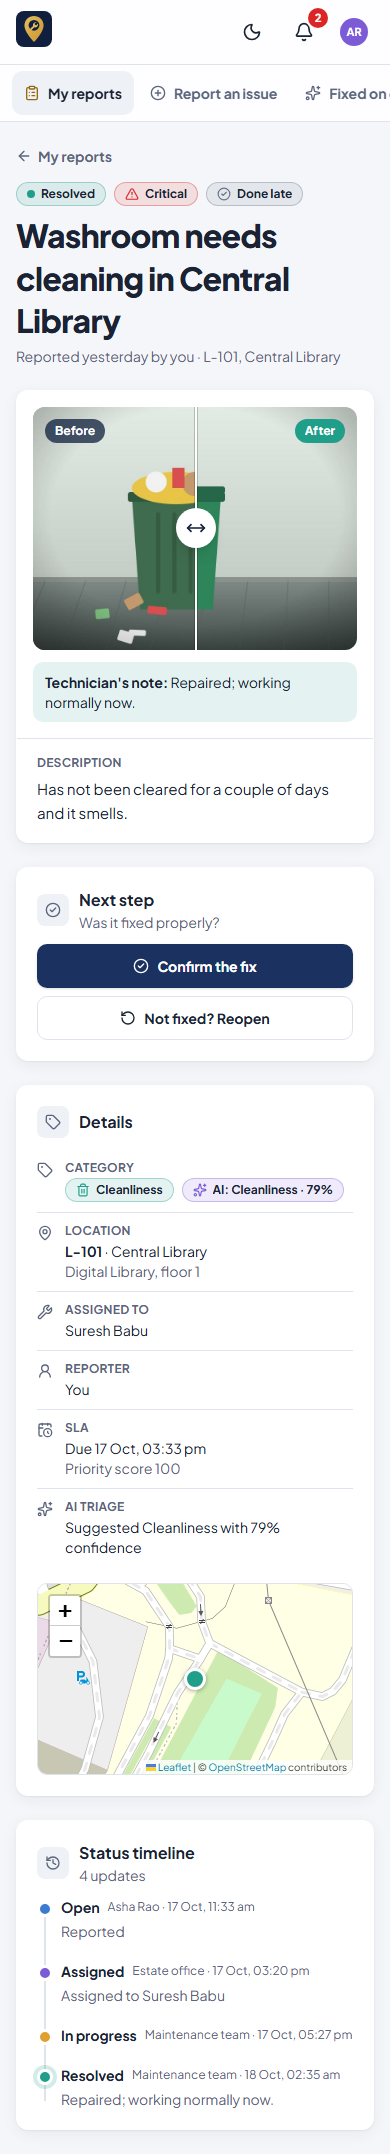 2
AR
My reports
Report an issue
Fixed on
My reports
Resolved
Critical
Done late
Washroom needs
cleaning in Central
Library
Reported yesterday by you · L-101, Central Library
Before
After
Technician's note: Repaired; working
normally now.
DESCRIPTION
Has not been cleared for a couple of days
and it smells.
Next step
Was it fixed properly?
Confirm the fix
Not fixed? Reopen
Details
CATEGORY
Cleanliness
AI: Cleanliness · 79%
LOCATION
L-101 · Central Library
Digital Library, floor 1
ASSIGNED TO
Suresh Babu
REPORTER
You
SLA
Due 17 Oct, 03:33 pm
Priority score 100
AI TRIAGE
Suggested Cleanliness with 79%
confidence
+
−
P
Leaflet | © OpenStreetMap contributors
Status timeline
4 updates
Open Asha Rao · 17 Oct, 11:33 am
Reported
Assigned Estate office · 17 Oct, 03:20 pm
Assigned to Suresh Babu
In progress Maintenance team · 17 Oct, 05:27 pm
Resolved Maintenance team · 18 Oct, 02:35 am
Repaired; working normally now.